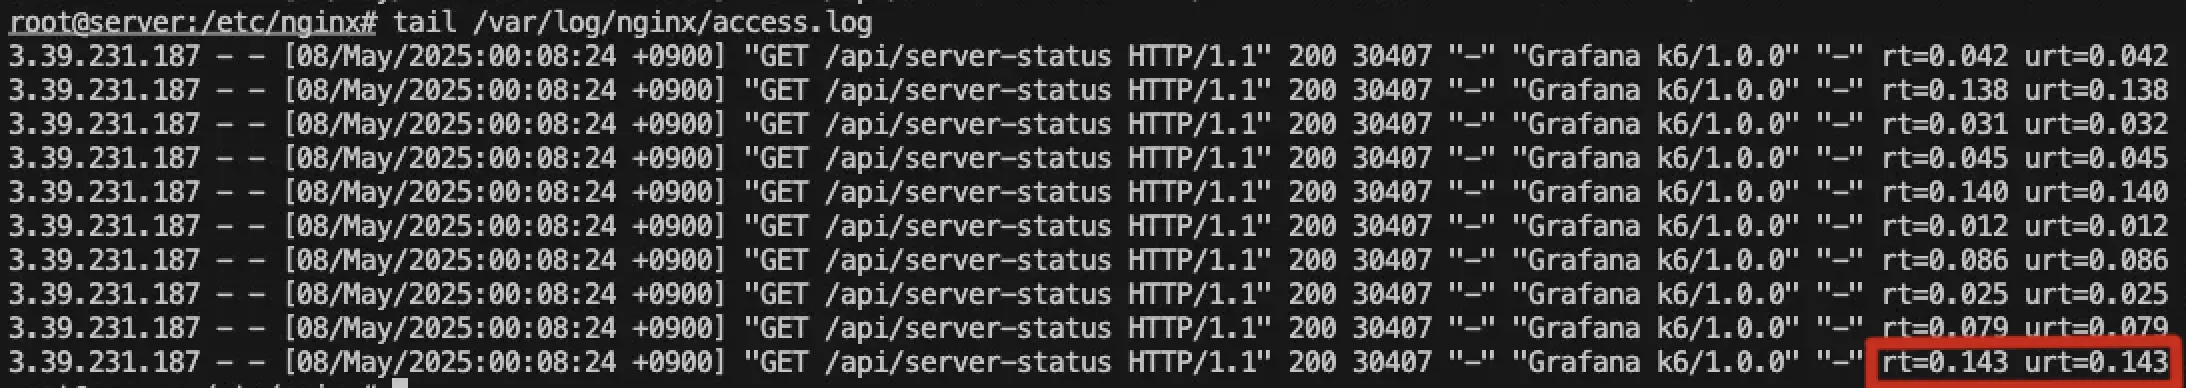 root@server:/etc/nginx# tail /var/log/nginx/access.log
3.39.231.187 - - [08/May/2025:00:08:24 +0900] "GET /api/server-status HTTP/1.1" 200 30407 "-" "Grafana k6/1.0.0" "-" rt=0.042 urt=0.042
3.39.231.187 - - [08/May/2025:00:08:24 +0900] "GET /api/server-status HTTP/1.1" 200 30407 "-" "Grafana k6/1.0.0" "-" rt=0.138 urt=0.138
3.39.231.187 - - [08/May/2025:00:08:24 +0900] "GET /api/server-status HTTP/1.1" 200 30407 "-" "Grafana k6/1.0.0" "-" rt=0.031 urt=0.032
3.39.231.187 - - [08/May/2025:00:08:24 +0900] "GET /api/server-status HTTP/1.1" 200 30407 "-" "Grafana k6/1.0.0" "-" rt=0.045 urt=0.045
3.39.231.187 - - [08/May/2025:00:08:24 +0900] "GET /api/server-status HTTP/1.1" 200 30407 "-" "Grafana k6/1.0.0" "-" rt=0.140 urt=0.140
3.39.231.187 - - [08/May/2025:00:08:24 +0900] "GET /api/server-status HTTP/1.1" 200 30407 "-" "Grafana k6/1.0.0" "-" rt=0.012 urt=0.012
3.39.231.187 - - [08/May/2025:00:08:24 +0900] "GET /api/server-status HTTP/1.1" 200 30407 "-" "Grafana k6/1.0.0" "-" rt=0.086 urt=0.086
3.39.231.187 - - [08/May/2025:00:08:24 +0900] "GET /api/server-status HTTP/1.1" 200 30407 "-" "Grafana k6/1.0.0" "-" rt=0.025 urt=0.025
3.39.231.187 - - [08/May/2025:00:08:24 +0900] "GET /api/server-status HTTP/1.1" 200 30407 "-" "Grafana k6/1.0.0" "-" rt=0.079 urt=0.079
3.39.231.187 - - [08/May/2025:00:08:24 +0900] "GET /api/server-status HTTP/1.1" 200 30407 "-" "Grafana k6/1.0.0" "-" rt=0.143 urt=0.143